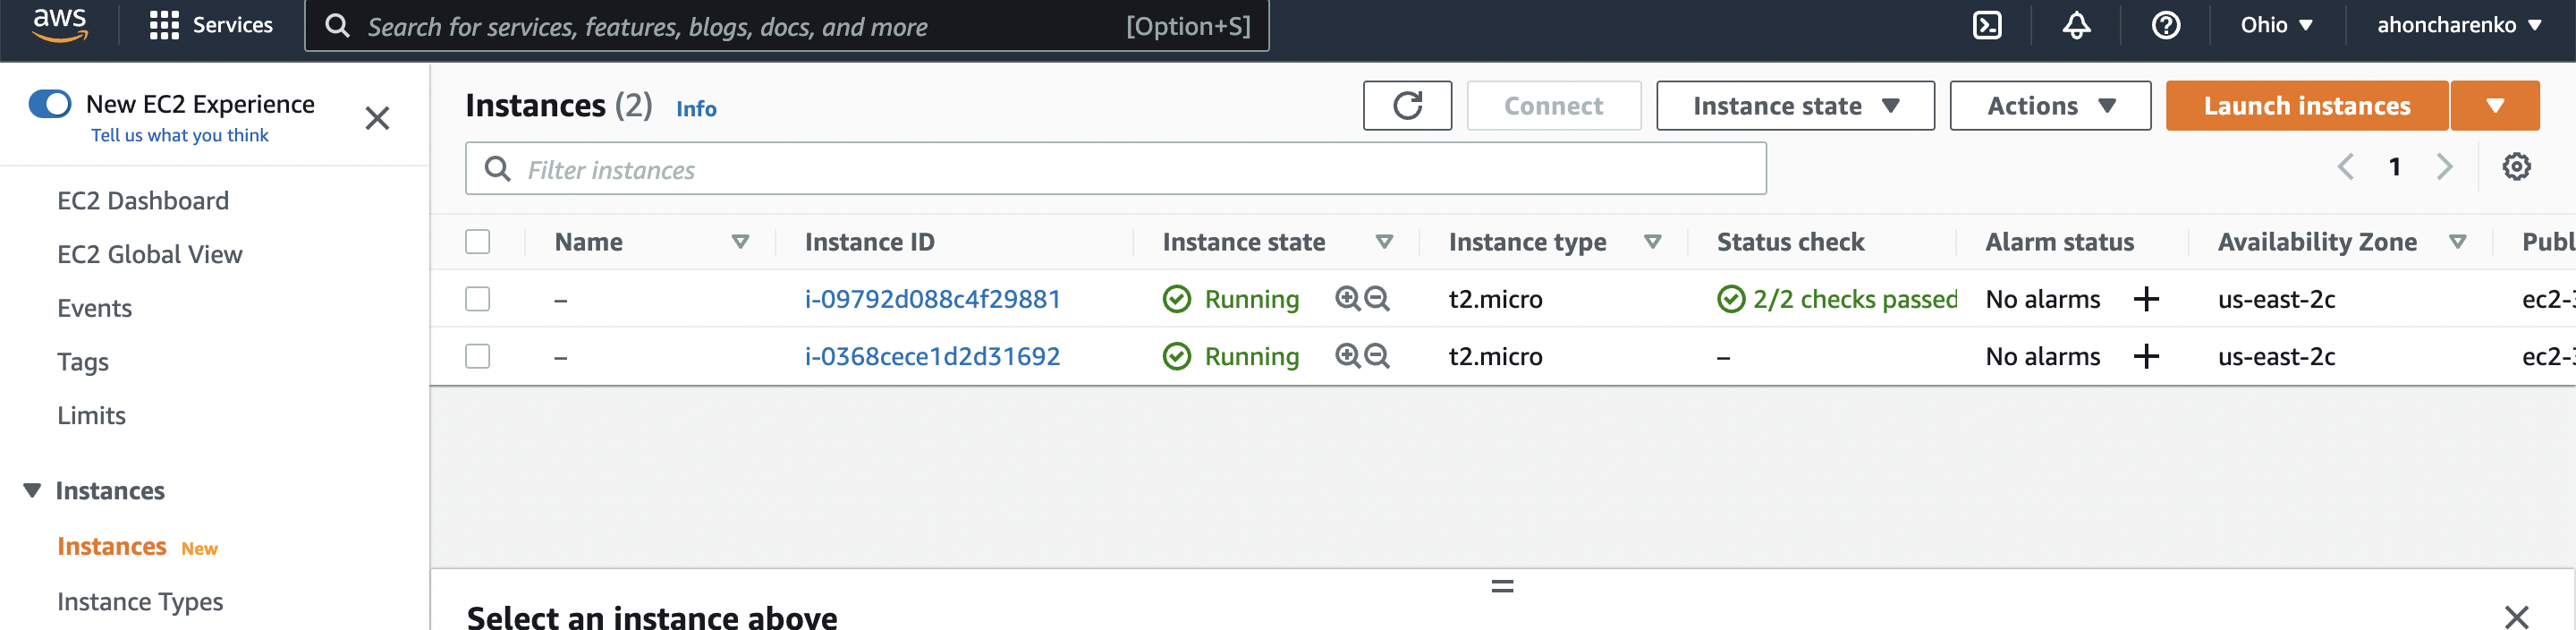 aws Services Search for services, features, blogs, docs, and more [Option+S] Ohio ahoncharenko
New EC2 Experience
Tell us what you think
EC2 Dashboard
EC2 Global View
Events
Tags
Limits
Instances
Instances New
Instance Types
Instances (2) Info Connect Instance state Actions Launch instances
Filter instances 1
Name Instance ID Instance state Instance type Status check Alarm status Availability Zone Publ
– i-09792d088c4f29881 Running t2.micro 2/2 checks passed No alarms + us-east-2c ec2-3
– i-0368cece1d2d31692 Running t2.micro – No alarms + us-east-2c ec2-3
Select an instance above